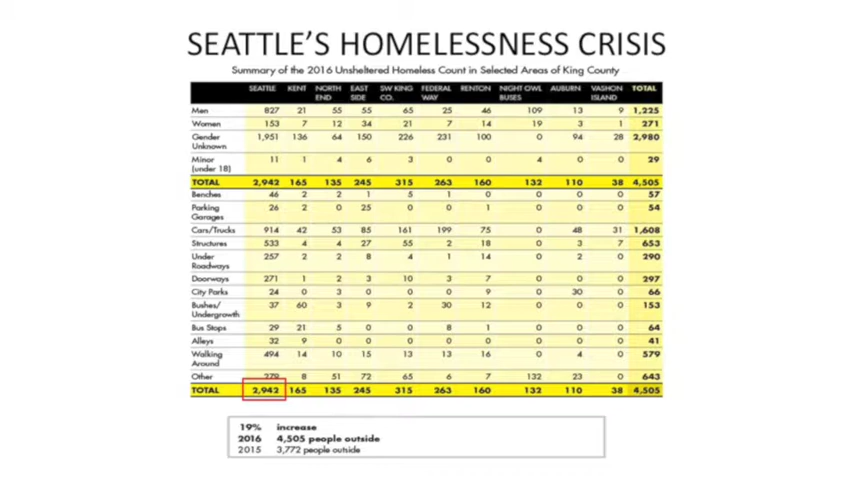 SEATTLE'S HOMELESSNESS CRISIS
Summary of the 2016 Unsheltered Homeless Count in Selected Areas of King County
SEATTLE KENT NORTH END EAST SIDE SW KING CO. FEDERAL WAY RENTON NIGHT OWL BUSES AUBURN VASHON ISLAND TOTAL
Men 827 21 55 55 65 25 46 109 13 9 1,225
Women 153 7 12 34 21 7 14 19 3 1 271
Gender Unknown 1,951 136 64 150 226 231 100 0 94 28 2,980
Minor (under 18) 11 1 4 6 3 0 0 4 0 0 29
TOTAL 2,942 165 135 245 315 263 160 132 110 38 4,505
Benches 46 2 2 1 5 1 0 0 0 0 57
Parking Garages 26 2 0 25 0 0 1 0 0 0 54
Cars/Trucks 914 42 53 85 161 199 75 0 48 31 1,608
Structures 533 4 4 27 55 2 18 0 3 7 653
Under Roadways 257 2 2 8 4 1 14 0 2 0 290
Doorways 271 1 2 3 10 3 7 0 0 0 297
City Parks 24 0 3 0 0 0 9 0 30 0 66
Bushes/ Undergrowth 37 60 3 9 2 30 12 0 0 0 153
Bus Stops 29 21 5 0 0 8 1 0 0 0 64
Alleys 32 9 0 0 0 0 0 0 0 0 41
Walking Around 494 14 10 15 13 13 16 0 4 0 579
Other 279 8 51 72 65 6 7 132 23 0 643
TOTAL 2,942 165 135 245 315 263 160 132 110 38 4,505
19% increase
2016 4,505 people outside
2015 3,772 people outside